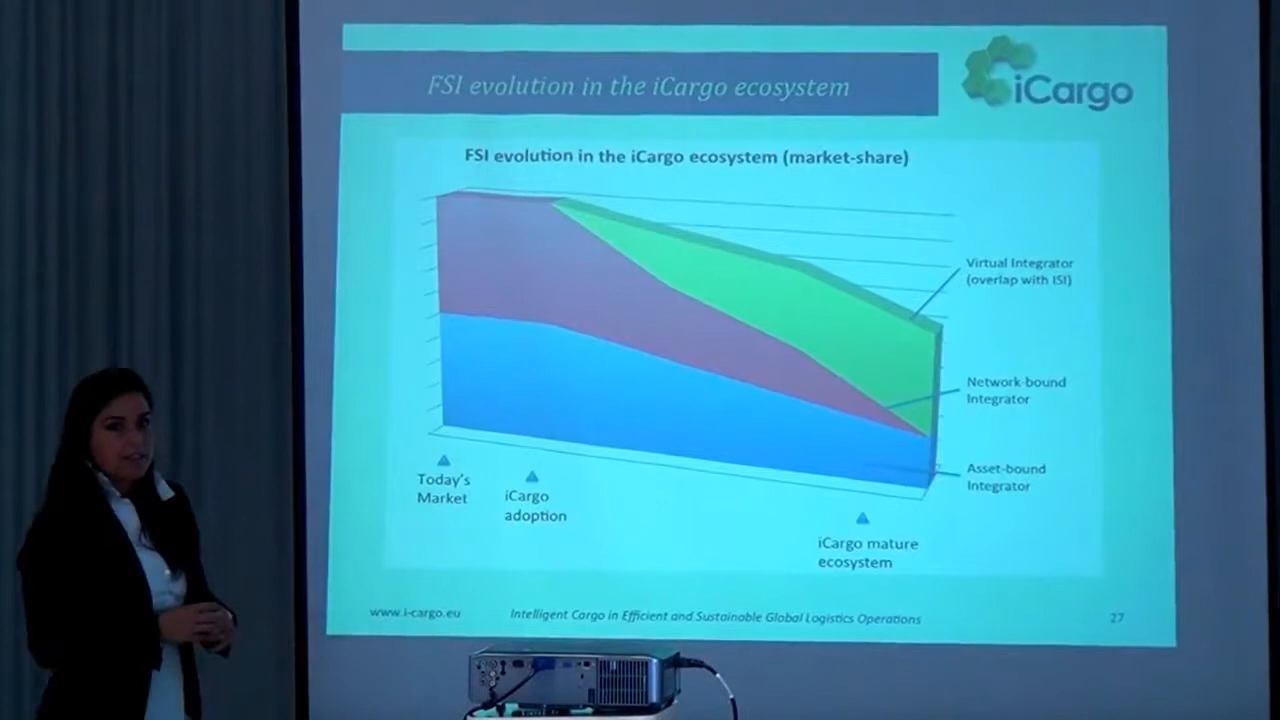 FSI evolution in the iCargo ecosystem
iCargo
FSI evolution in the iCargo ecosystem (market-share)
Virtual Integrator
(overlap with ISI)
Network-bound
Integrator
Asset-bound
Integrator
Today's
Market
iCargo
adoption
iCargo mature
ecosystem
www.i-cargo.eu
Intelligent Cargo in Efficient and Sustainable Global Logistics Operations
27